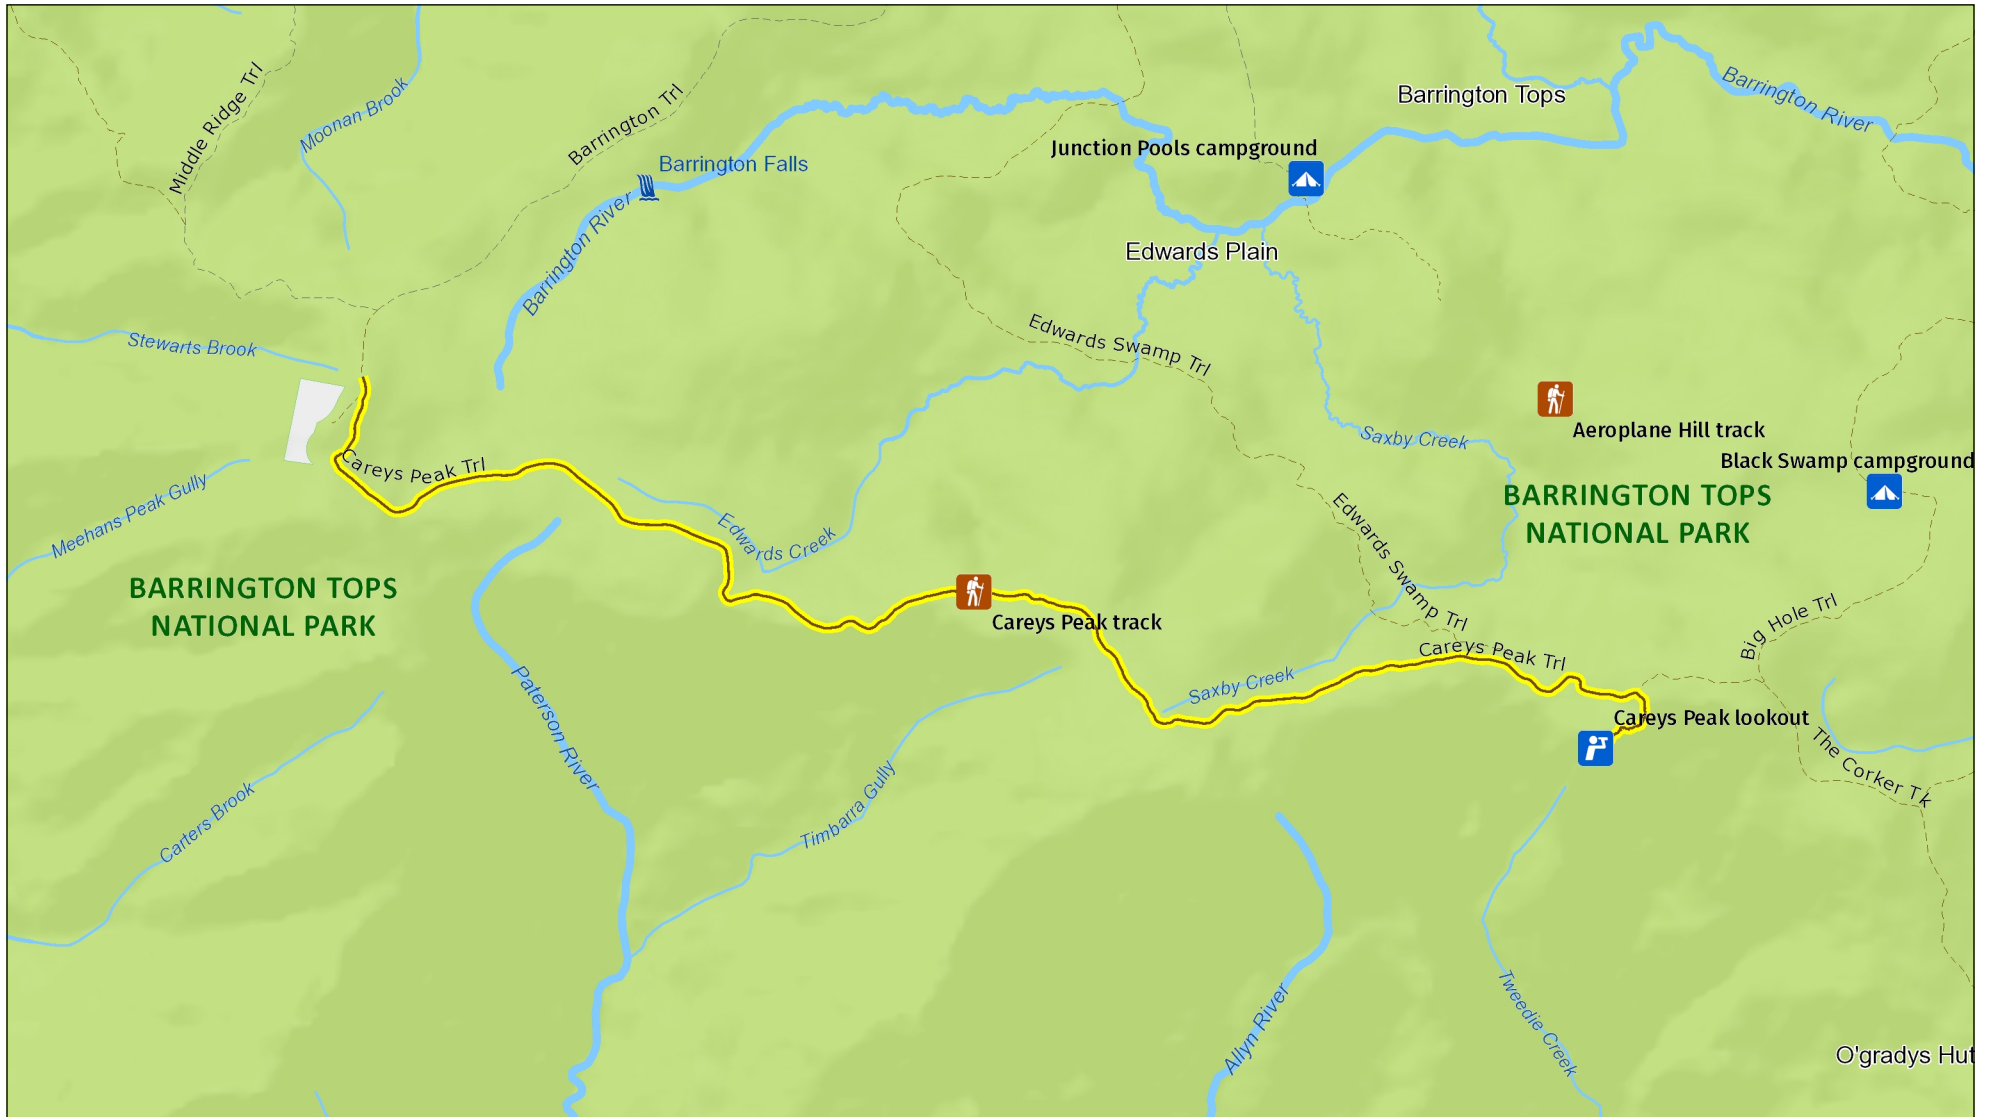 Middle Ridge Trl
Moonan Brook
Barrington Trl
Barrington River
Barrington Falls
Junction Pools campground
Barrington Tops
Barrington River
Edwards Plain
Stewarts Brook
Edwards Swamp Trl
Saxby Creek
Aeroplane Hill track
Black Swamp campground
BARRINGTON TOPS
NATIONAL PARK
Careys Peak Trl
Meehans Peak Gully
Edwards Creek
Edwards Swamp Trl
BARRINGTON TOPS
NATIONAL PARK
Careys Peak track
Big Hole Trl
Careys Peak Trl
Saxby Creek
Paterson River
Careys Peak lookout
The Corker Tk
Carters Brook
Timbarra Gully
Allyn River
Tweedie Creek
O'gradys Hut